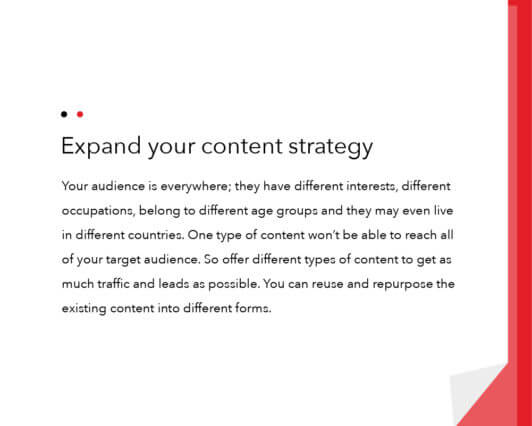 Expand your content strategy
Your audience is everywhere; they have different interests, different
occupations, belong to different age groups and they may even live
in different countries. One type of content won't be able to reach all
of your target audience. So offer different types of content to get as
much traffic and leads as possible. You can reuse and repurpose the
existing content into different forms.